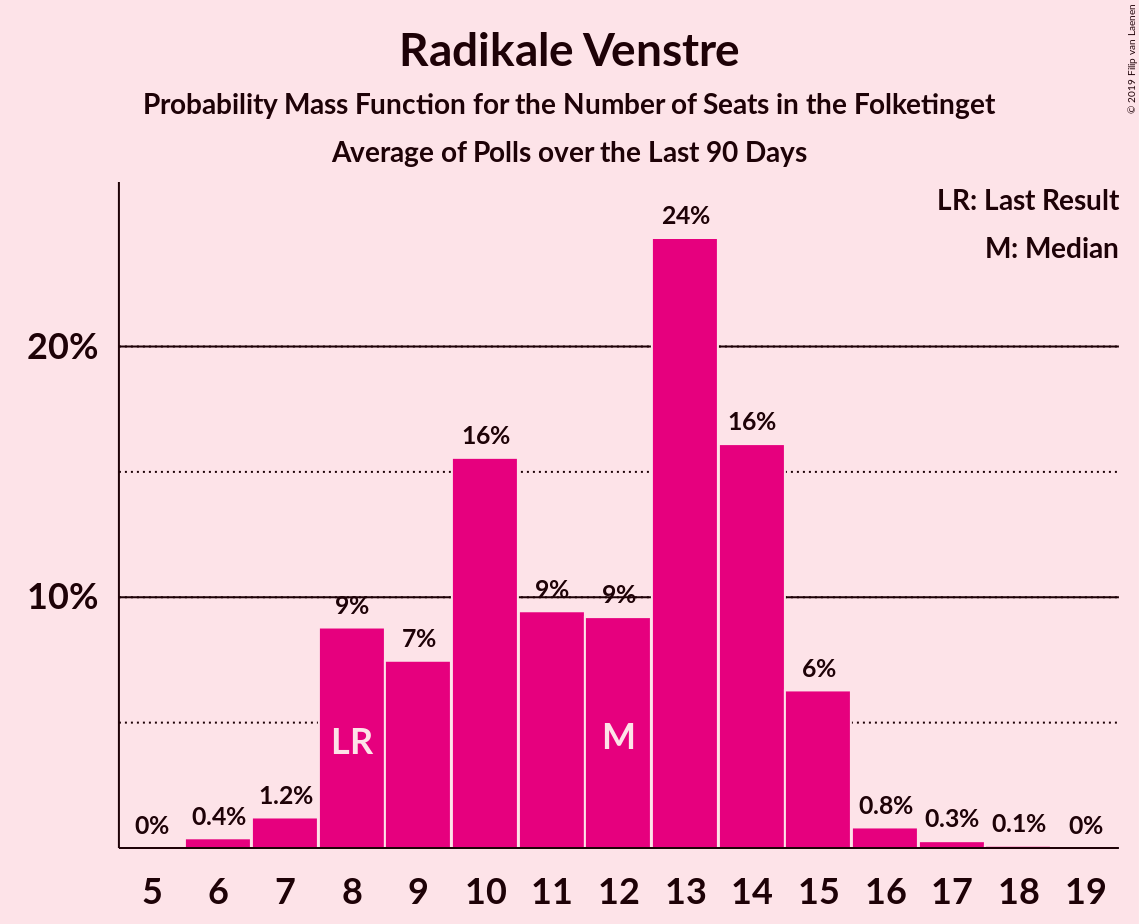 Radikale Venstre
Probability Mass Function for the Number of Seats in the Folketinget
Average of Polls over the Last 90 Days
© 2019 Filip van Laenen
LR: Last Result
M: Median
24%
20%
16%
16%
10%
9%
9%
9%
7%
6%
LR
M
0%
0.4%
1.2%
0.8%
0.3%
0.1%
0%
5 6 7 8 9 10 11 12 13 14 15 16 17 18 19